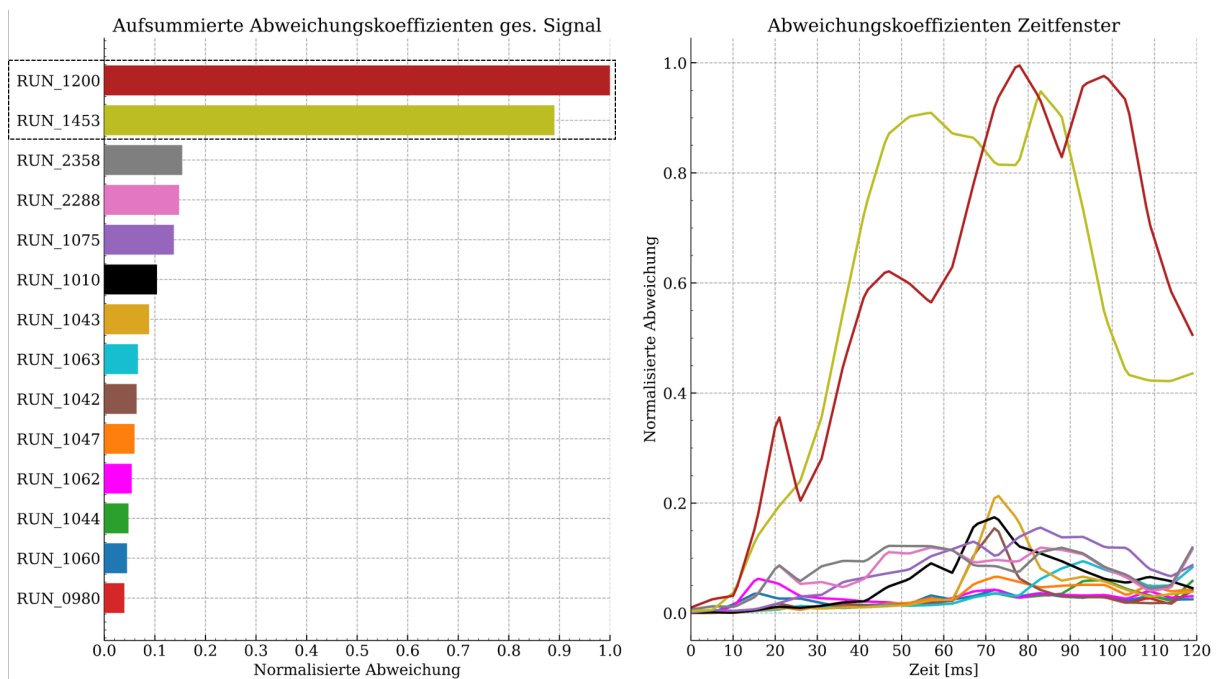 Aufsummierte Abweichungskoeffizienten ges. Signal
RUN_1200
RUN_1453
RUN_2358
RUN_2288
RUN_1075
RUN_1010
RUN_1043
RUN_1063
RUN_1042
RUN_1047
RUN_1062
RUN_1044
RUN_1060
RUN_0980
0.0 0.1 0.2 0.3 0.4 0.5 0.6 0.7 0.8 0.9 1.0
Normalisierte Abweichung
Abweichungskoeffizienten Zeitfenster
Normalisierte Abweichung
1.0
0.8
0.6
0.4
0.2
0.0
0 10 20 30 40 50 60 70 80 90 100 110 120
Zeit [ms]